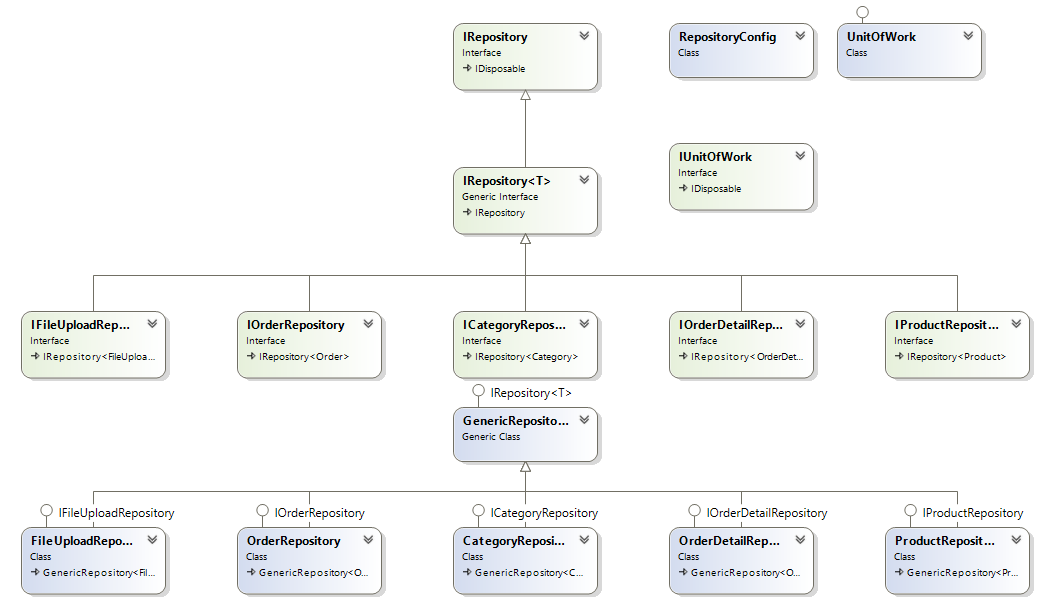 IRepository
Interface
IDisposable
RepositoryConfig
Class
UnitOfWork
Class
IRepository<T>
Generic Interface
IRepository
IUnitOfWork
Interface
IDisposable
IFileUploadRep...
Interface
IRepository<FileUploa...
IOrderRepository
Interface
IRepository<Order>
ICategoryRepos...
Interface
IRepository<Category>
IOrderDetailRep...
Interface
IRepository<OrderDet...
IProductReposit...
Interface
IRepository<Product>
IRepository<T>
GenericReposito...
Generic Class
IFileUploadRepository
FileUploadRepo...
Class
GenericRepository<Fil...
IOrderRepository
OrderRepository
Class
GenericRepository<O...
ICategoryRepository
CategoryReposi...
Class
GenericRepository<C...
IOrderDetailRepository
OrderDetailRep...
Class
GenericRepository<O...
IProductRepository
ProductReposit...
Class
GenericRepository<Pr...